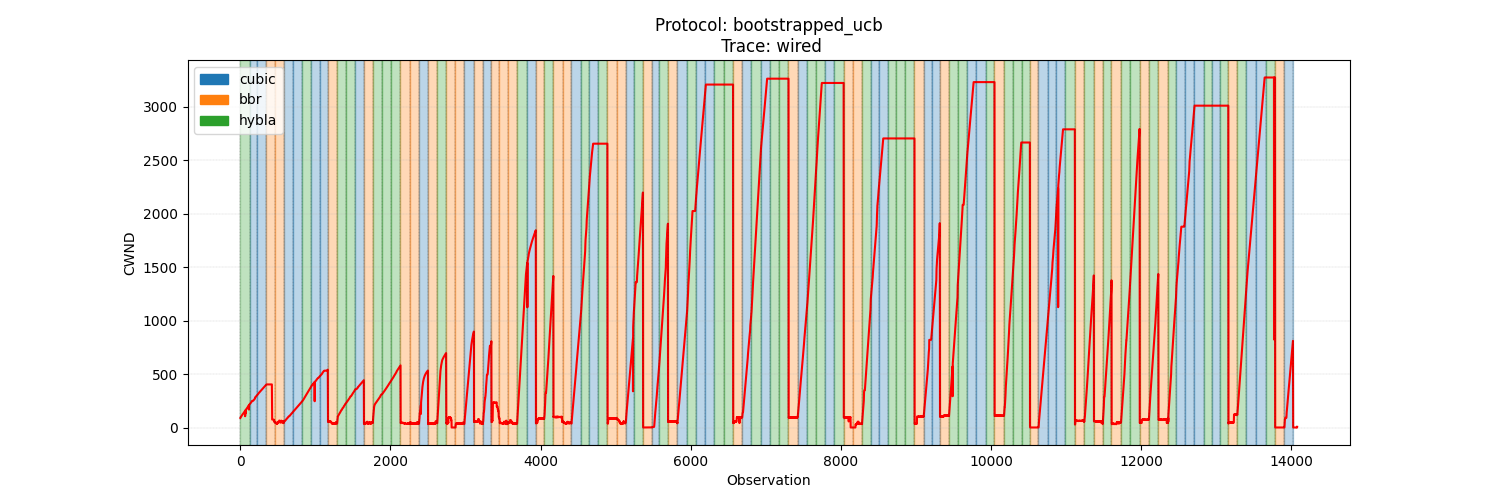 Protocol: bootstrapped_ucb
Trace: wired
cubic
bbr
hybla
3000
2500
2000
1500
1000
500
0
CWND
0 2000 4000 6000 8000 10000 12000 14000
Observation